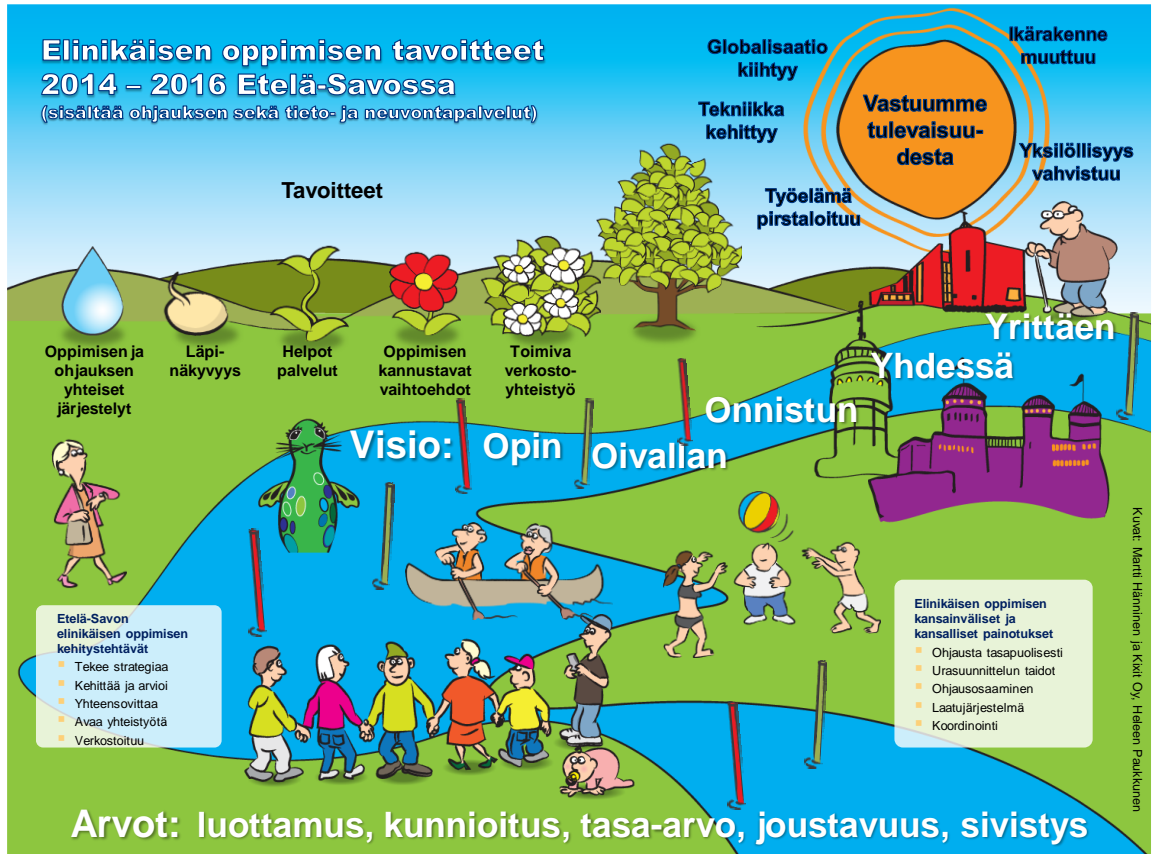 Elinikäisen oppimisen tavoitteet
2014 – 2016 Etelä-Savossa
(sisältää ohjauksen sekä tieto- ja neuvontapalvelut)
Globalisaatio
kiihtyy
Ikärakenne
muuttuu
Tekniikka
kehittyy
Vastuumme
tulevaisuu-
desta
Yksilöllisyys
vahvistuu
Työelämä
pirstaloituu
Tavoitteet
Oppimisen ja
ohjauksen
yhteiset
järjestelyt
Läpi-
näkyvyys
Helpot
palvelut
Oppimisen
kannustavat
vaihtoehdot
Toimiva
verkosto-
yhteistyö
Visio: Opin
Oivallan
Onnistun
Yhdessä
Yrittäen
Etelä-Savon
elinikäisen oppimisen
kehitystehtävät
Tekee strategiaa
Kehittää ja arvioi
Yhteensovittaa
Avaa yhteistyötä
Verkostoituu
Elinikäisen oppimisen
kansainväliset ja
kansalliset painotukset
Ohjausta tasapuolisesti
Urasuunnittelun taidot
Ohjausosaaminen
Laatujärjestelmä
Koordinointi
Kuvat: Martti Hänninen ja Kixit Oy, Heleen Paukkunen
Arvot: luottamus, kunnioitus, tasa-arvo, joustavuus, sivistys